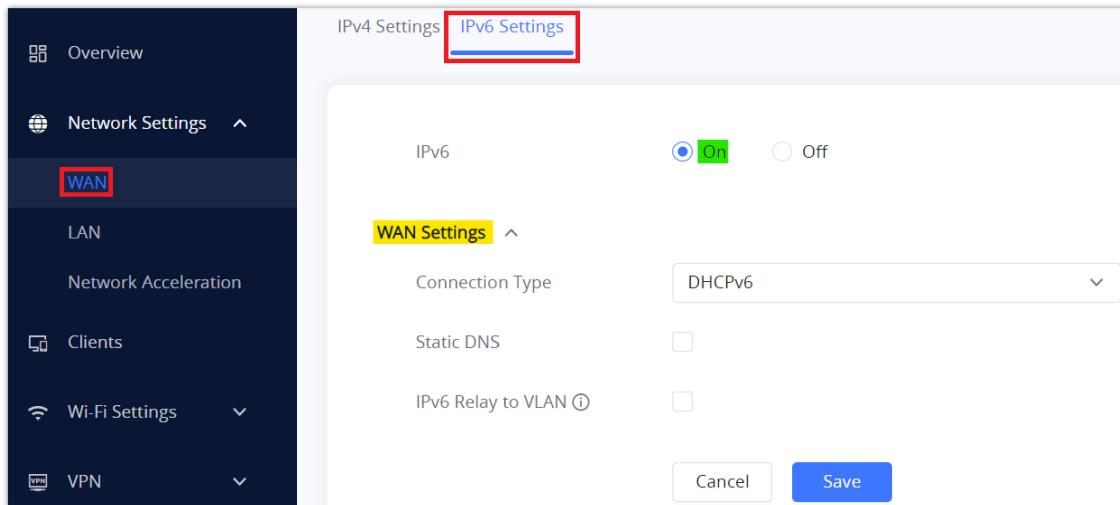 Overview
Network Settings
WAN
LAN
Network Acceleration
Clients
Wi-Fi Settings
VPN
VPN
IPv4 Settings IPv6 Settings
IPv6 On Off
WAN Settings
Connection Type DHCPv6
Static DNS
IPv6 Relay to VLAN
Cancel Save